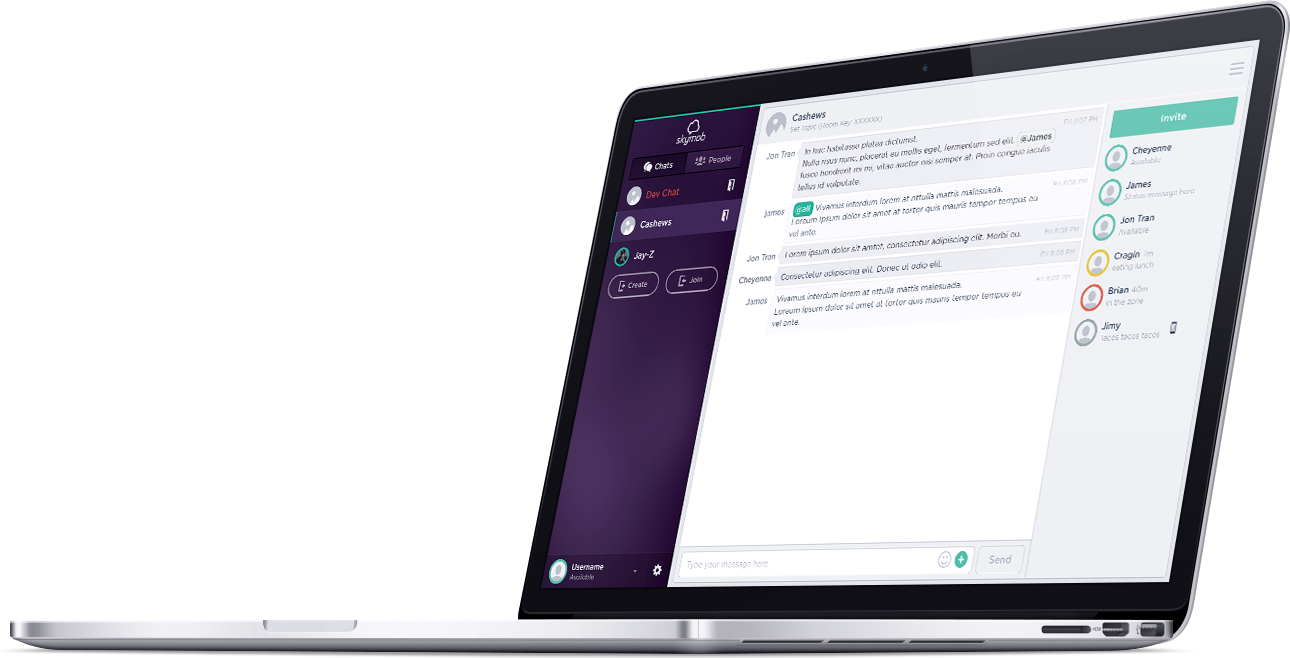 skymob
Chats
People
Dev Chat
Cashews
Jay-Z
Create
Join
Username
Available
Cashews
Set topic (Room Key: XXXXXX)
Jon Tran
In hac habitasse platea dictumst.
Fri 8:07 PM
Nulla risus nunc, placerat eu mollis eget, fermentum sed elit. @James
fusce hendrerit mi mi, vitae auctor nisi semper at. Proin congue iaculis
tellus id vulputate.
James
@all Vivamus interdum lorem at nttulla mattis malesuada.
Fri 8:08 PM
Lorem ipsum dolor sit amet at tortor quis mauris tempor tempus eu
vel ante.
Jon Tran
Lorem ipsum dolor sit amtet, consectetur adipiscing elit. Morbi eu.
Fri 8:08 PM
Cheyenne
Consectetur adipiscing elit. Donec ut odio elit.
Fri 8:08 PM
James
Vivamus interdum lorem at nttulla mattis malesuada.
Fri 8:09 PM
Lorem ipsum dolor sit amet at tortor quis mauris tempor tempus eu
vel ante.
Type your message here
Send
Invite
Cheyenne
Available
James
Status message here
Jon Tran
Available
Cragin 7m
eating lunch
Brian 40m
In the zone
Jimy
tacos tacos tacos